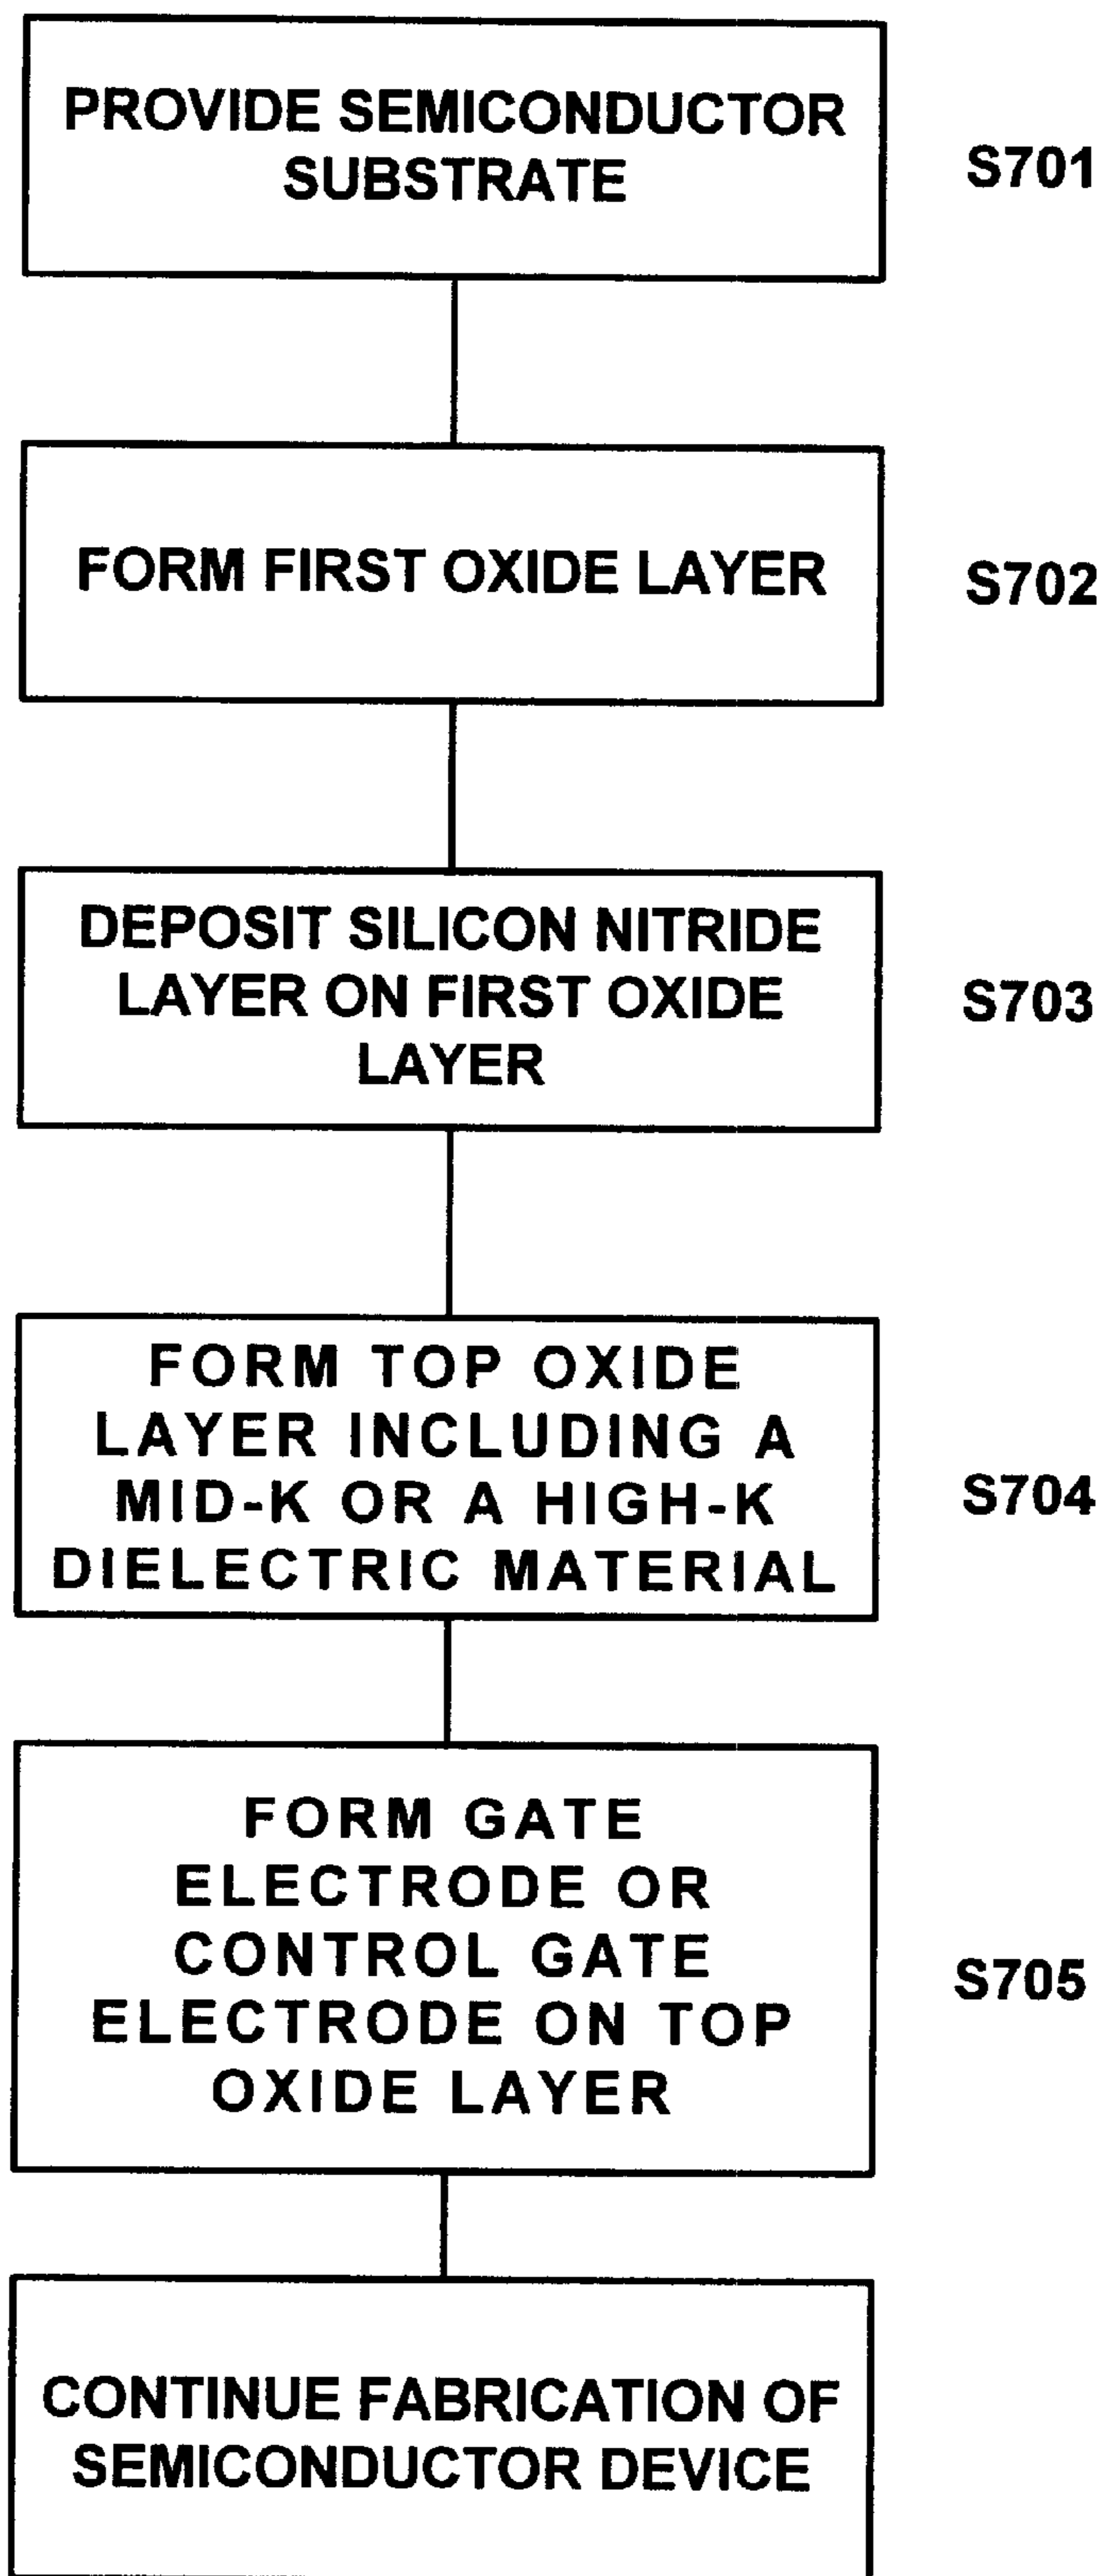 PROVIDE SEMICONDUCTOR
SUBSTRATE
S701
FORM FIRST OXIDE LAYER
S702
DEPOSIT SILICON NITRIDE
LAYER ON FIRST OXIDE
LAYER
S703
FORM TOP OXIDE
LAYER INCLUDING A
MID-K OR A HIGH-K
DIELECTRIC MATERIAL
S704
FORM GATE
ELECTRODE OR
CONTROL GATE
ELECTRODE ON TOP
OXIDE LAYER
S705
CONTINUE FABRICATION OF
SEMICONDUCTOR DEVICE